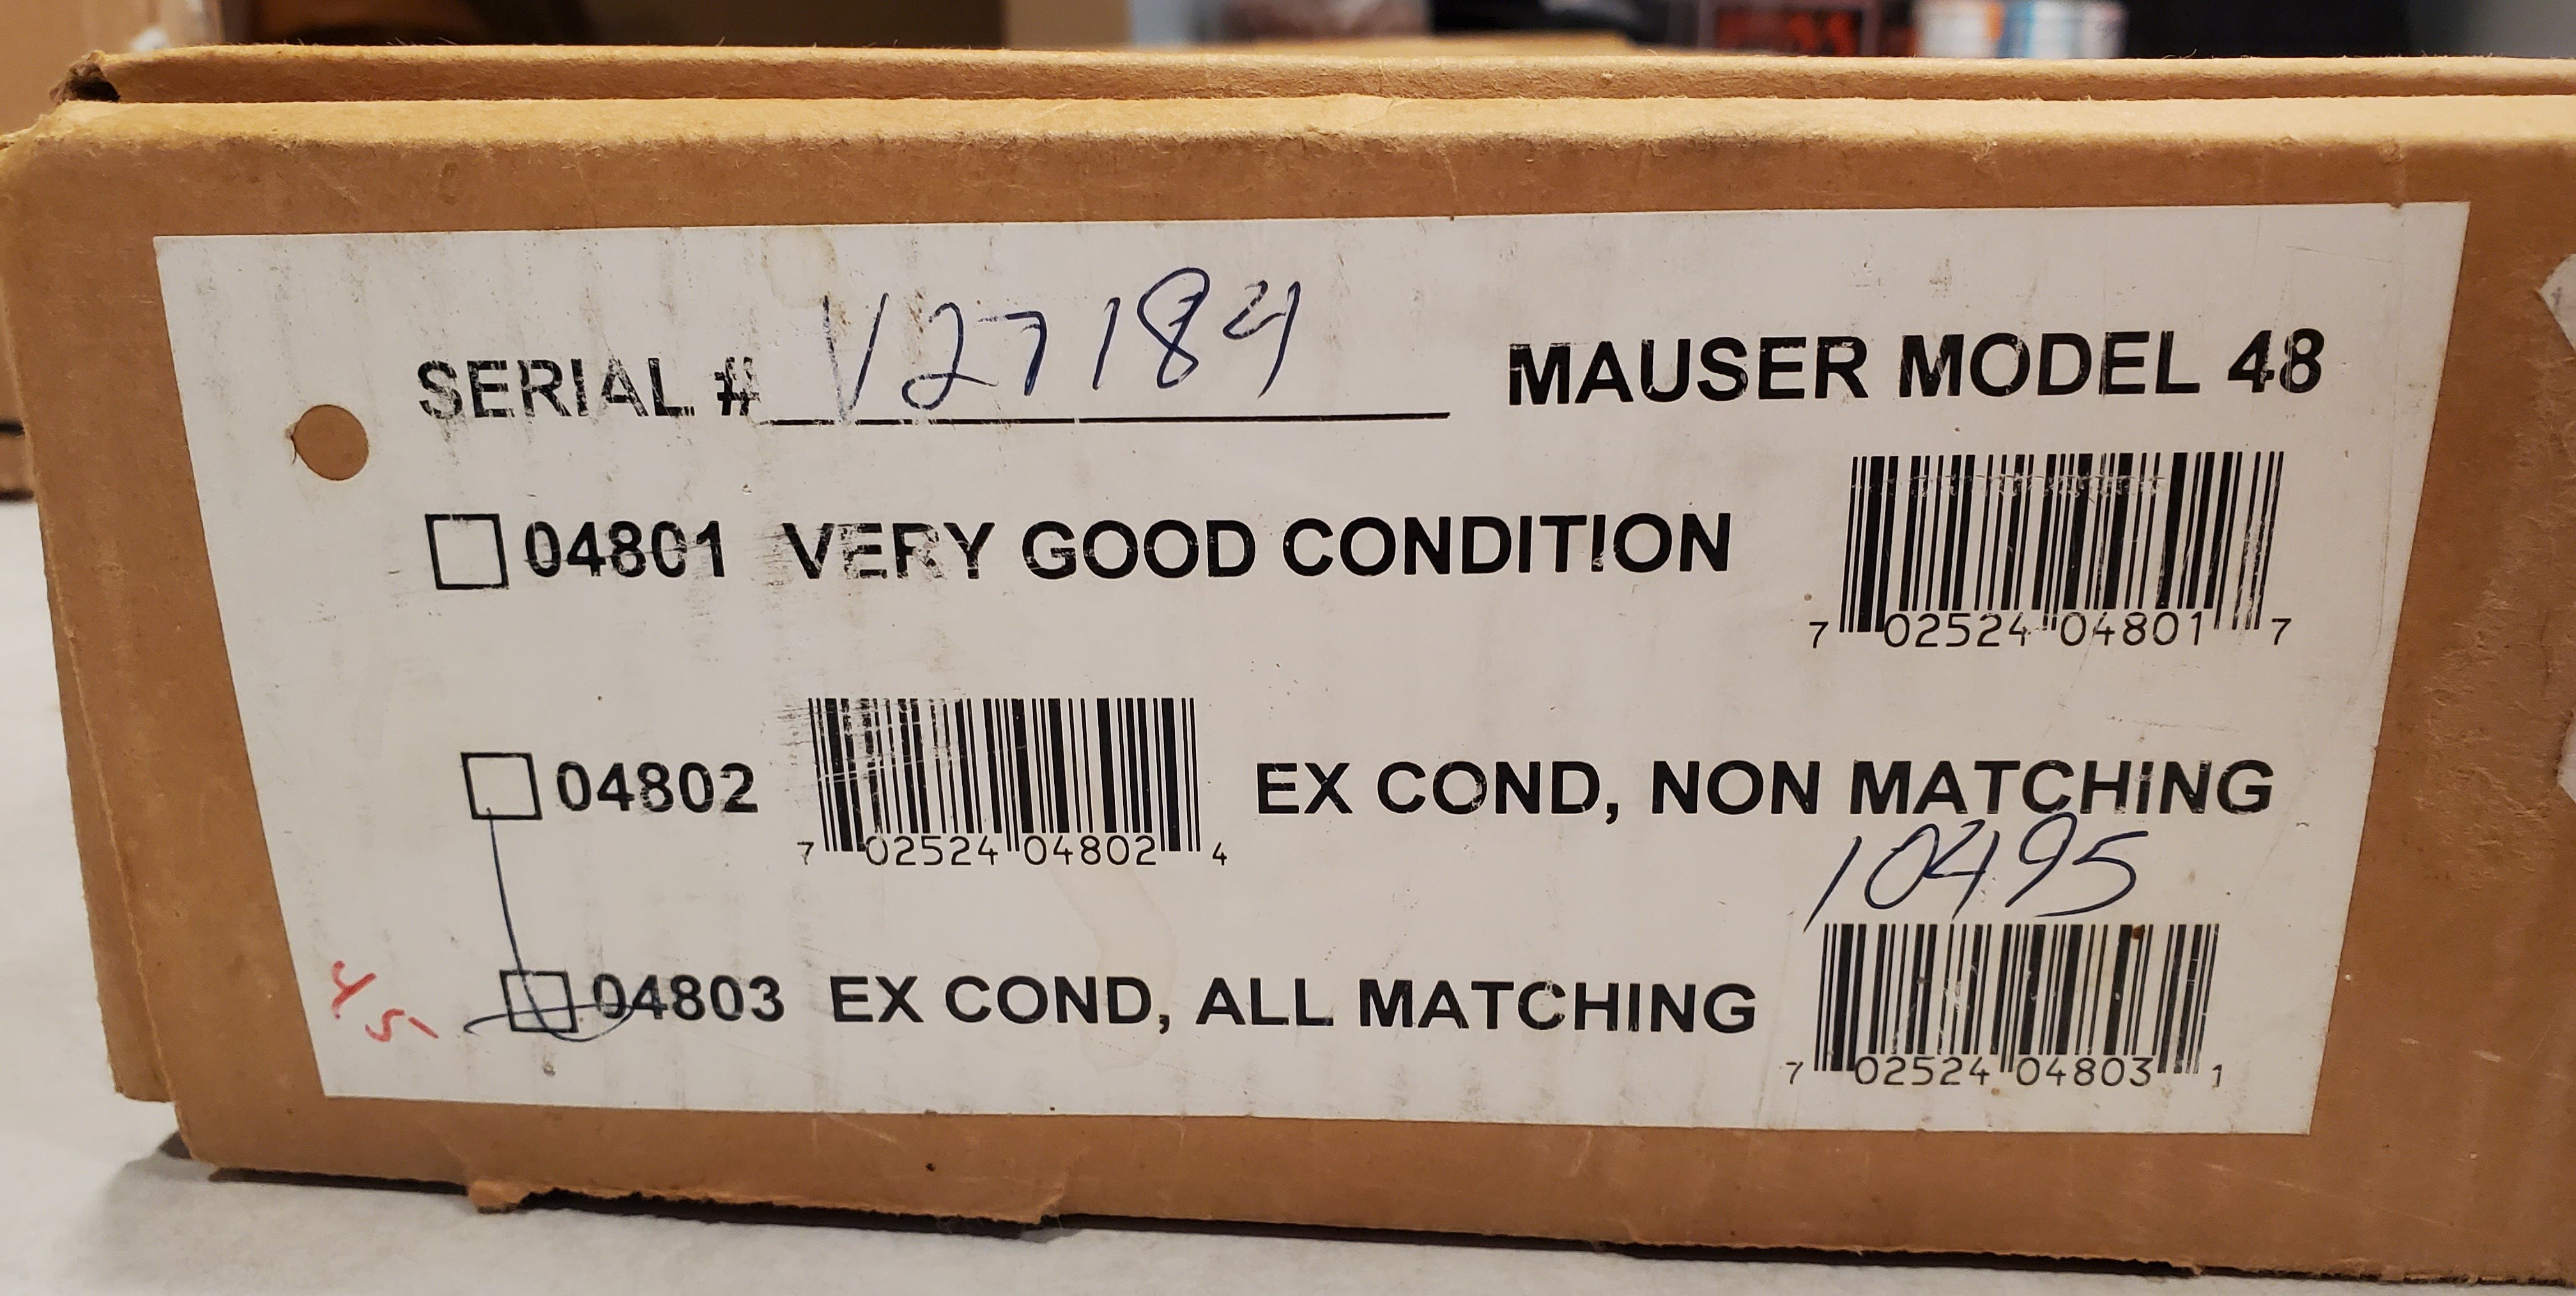 SERIAL # V27184 MAUSER MODEL 48
04801 VERY GOOD CONDITION
7 02524 04801 7
04802 EX COND, NON MATCHING
7 02524 04802 4
10495
04803 EX COND, ALL MATCHING
7 02524 04803 1